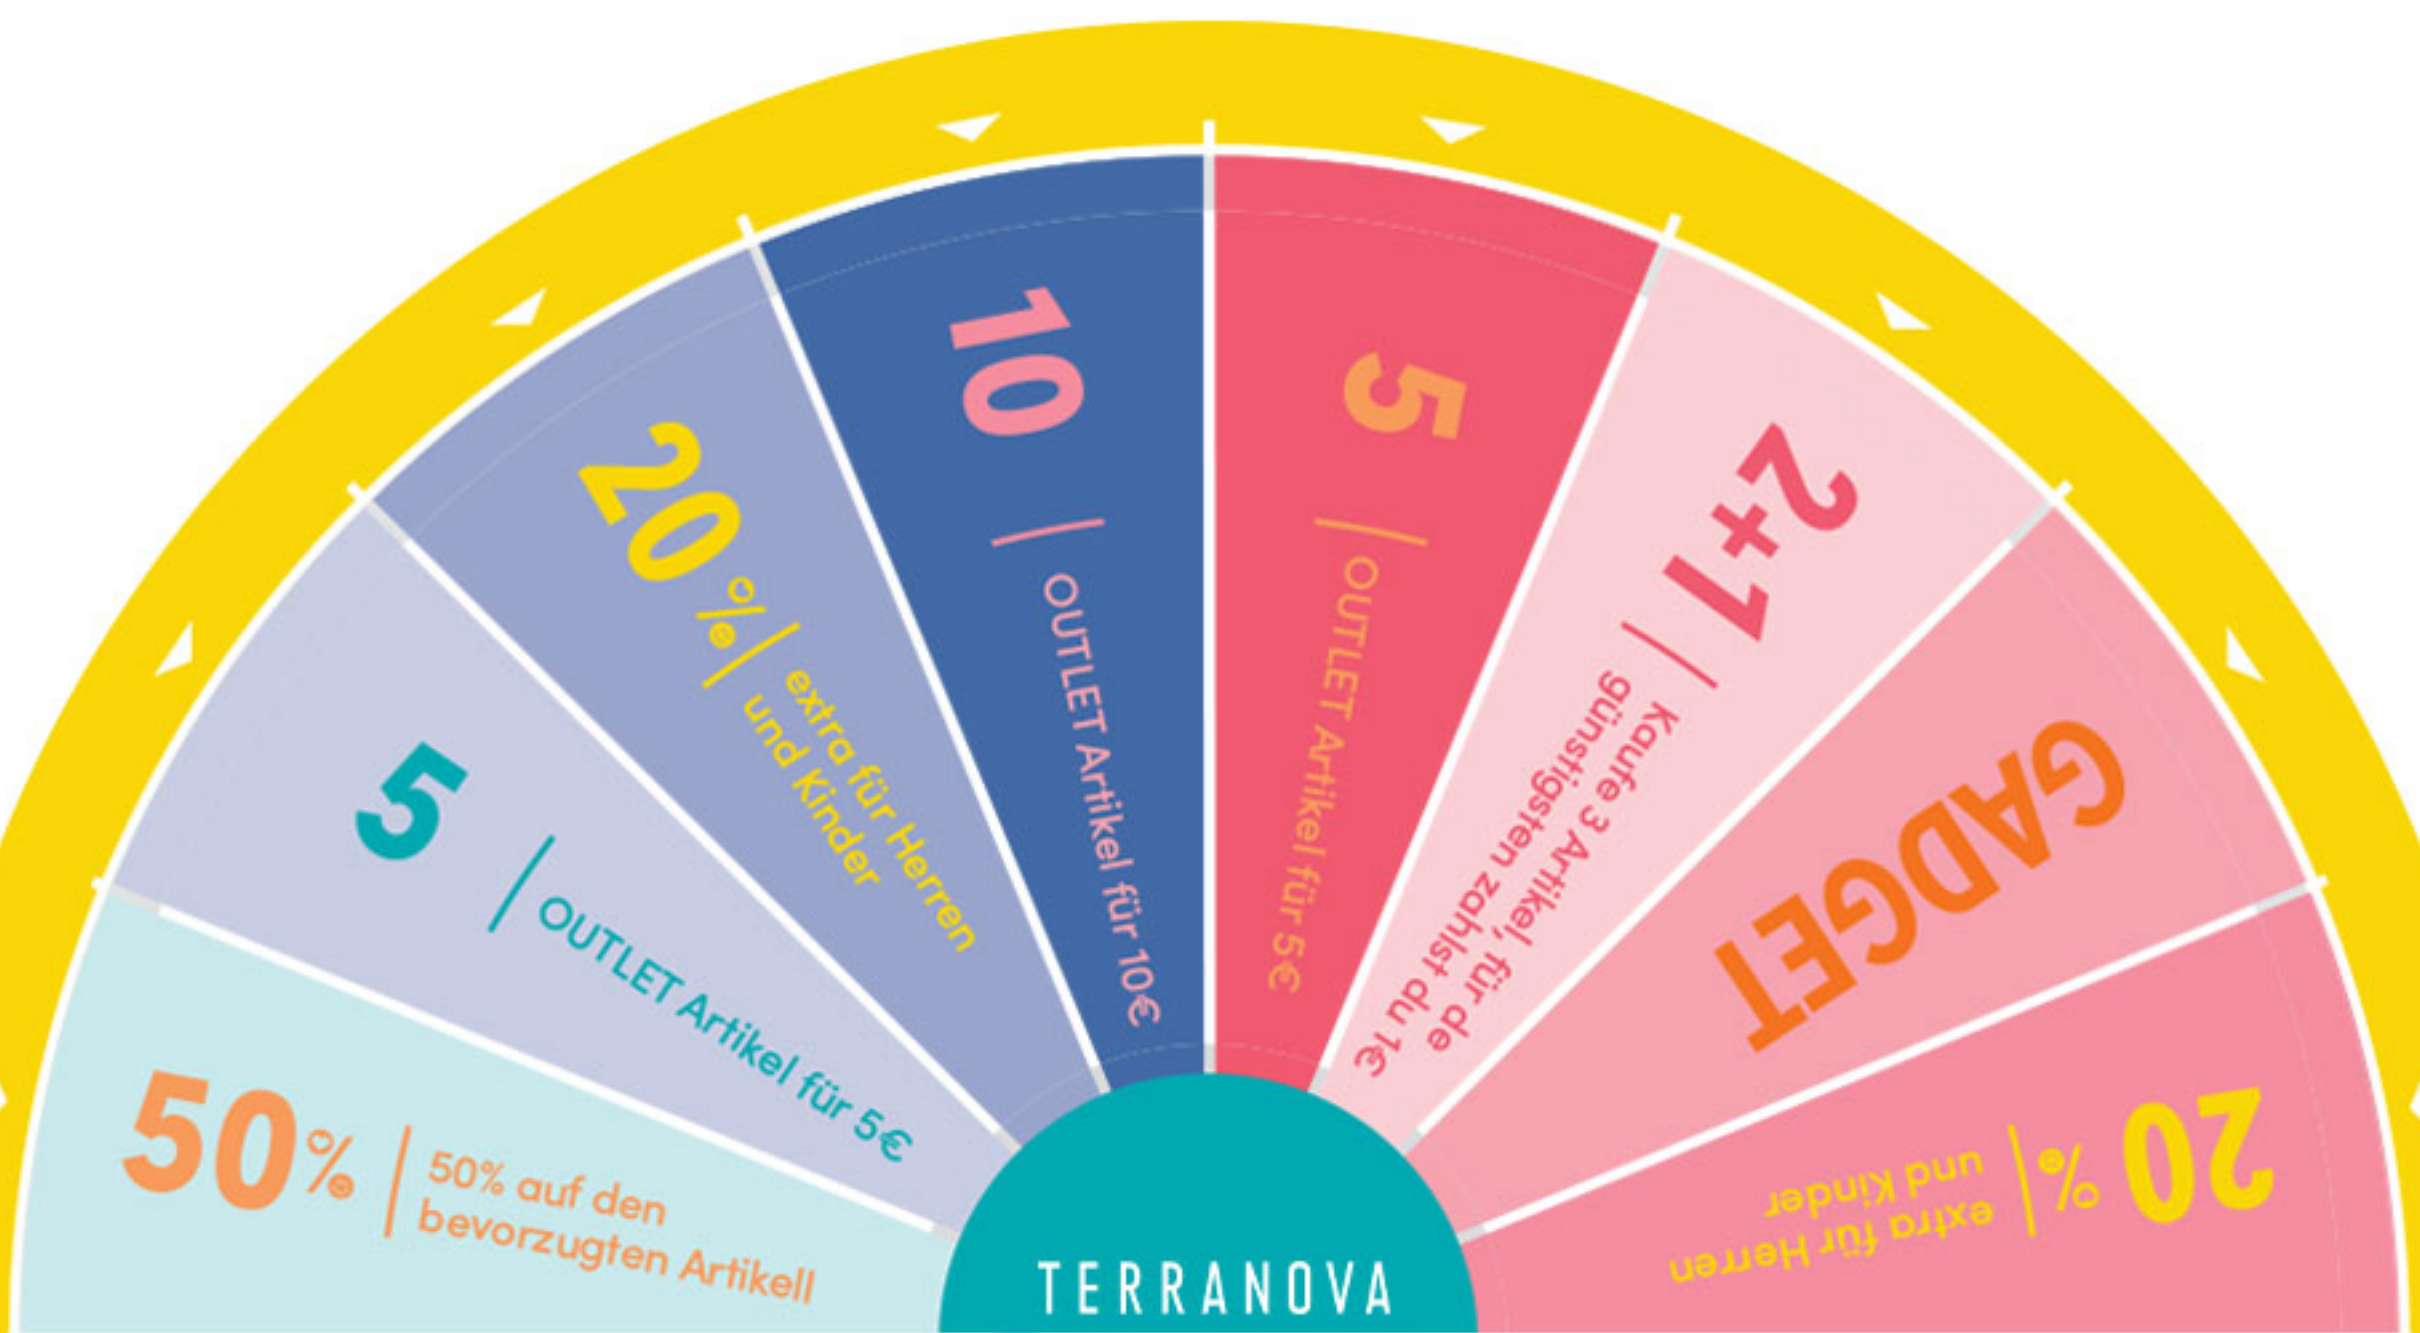 50%
50% auf den
bevorzugten Artikell
5
OUTLET Artikel für 5€
20%
extra für Herren
und Kinder
10
OUTLET Artikel für 10€
5
OUTLET Artikel für 5€
2+1
Kaufe 3 Artikel, für de
günstigsten zahlst du 1€
GADGET
20%
extra für Herren
und Kinder
TERRANOVA